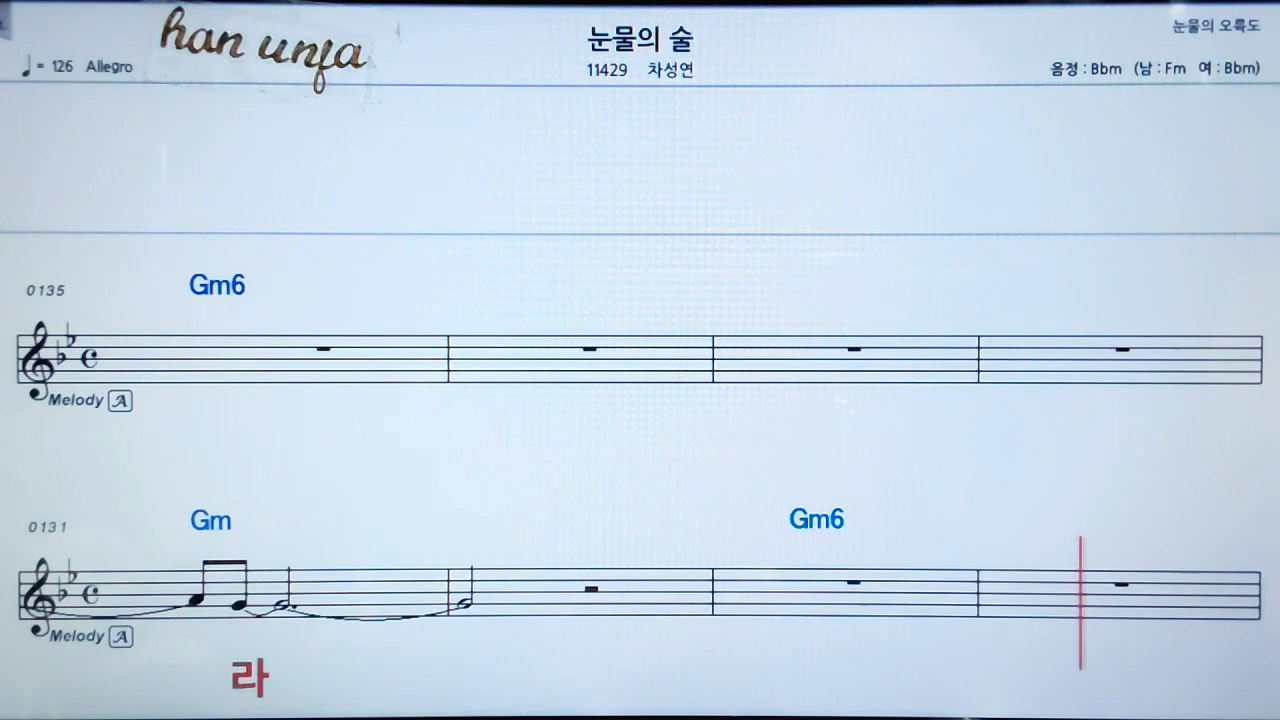 han unja
눈물의 술
눈물의 오륙도
♩= 126 Allegro
11429 차성연
음정 : Bbm (남 : Fm 여 : Bbm)
0135
Gm6
Melody A
0131
Gm
Gm6
Melody A
라